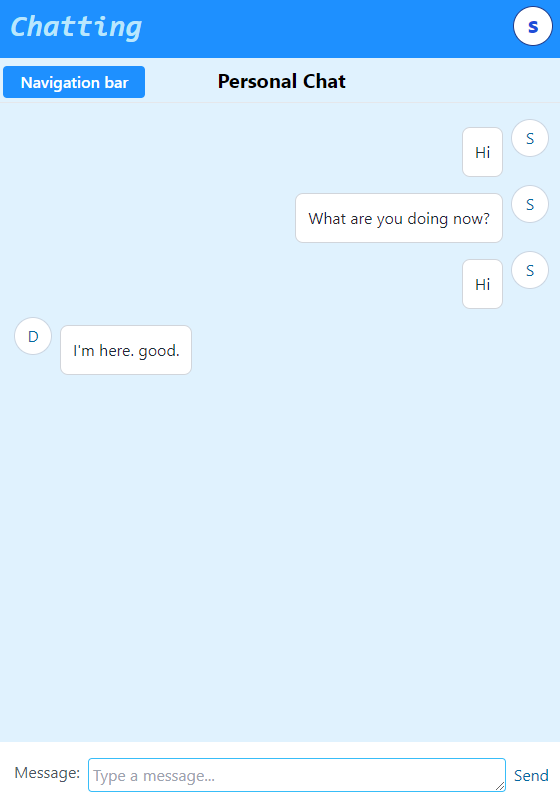 Chatting
S
Navigation bar
Personal Chat
Hi
S
What are you doing now?
S
Hi
S
D
I'm here. good.
Message:
Type a message...
Send